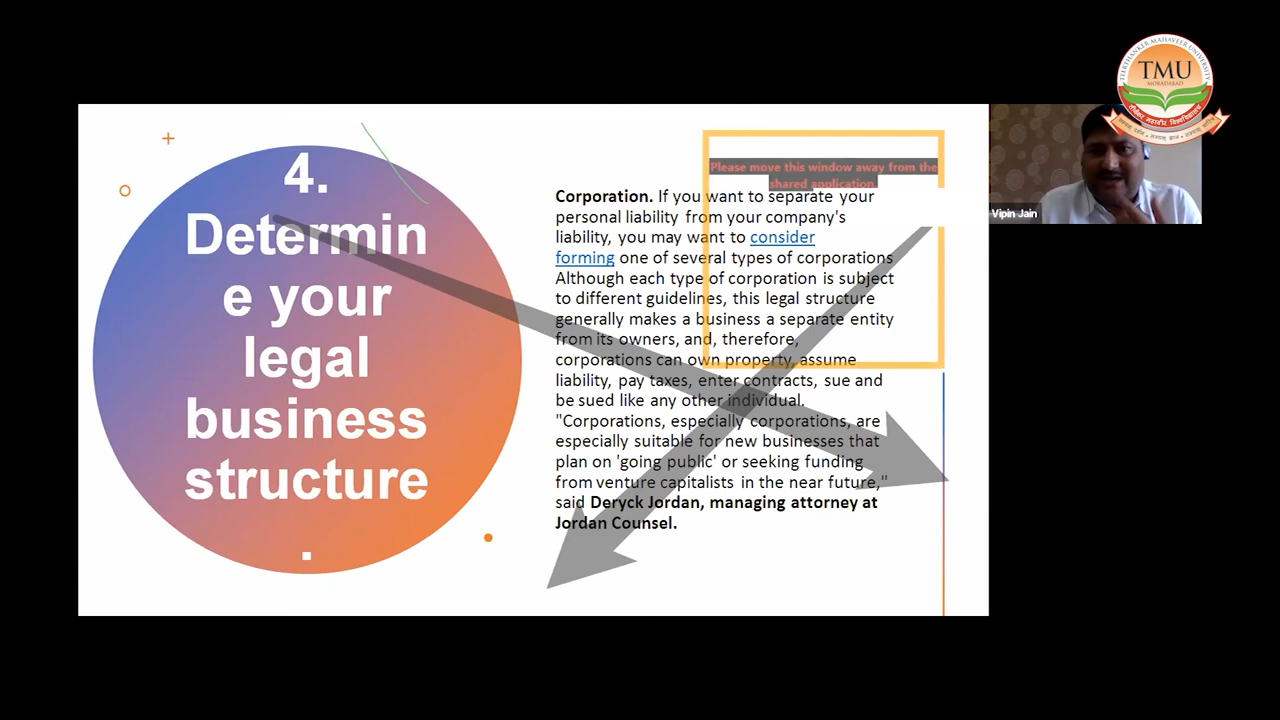 4.
Determin
e your
legal
business
structure
.
Please move this window away from the
shared application.
Corporation. If you want to separate your
personal liability from your company's
liability, you may want to consider
forming one of several types of corporations
Although each type of corporation is subject
to different guidelines, this legal structure
generally makes a business a separate entity
from its owners, and, therefore,
corporations can own property, assume
liability, pay taxes, enter contracts, sue and
be sued like any other individual.
"Corporations, especially corporations, are
especially suitable for new businesses that
plan on 'going public' or seeking funding
from venture capitalists in the near future,"
said Deryck Jordan, managing attorney at
Jordan Counsel.
Vipin Jain
TEERTHANKER MAHAVEER UNIVERSITY
TMU
MORADABAD